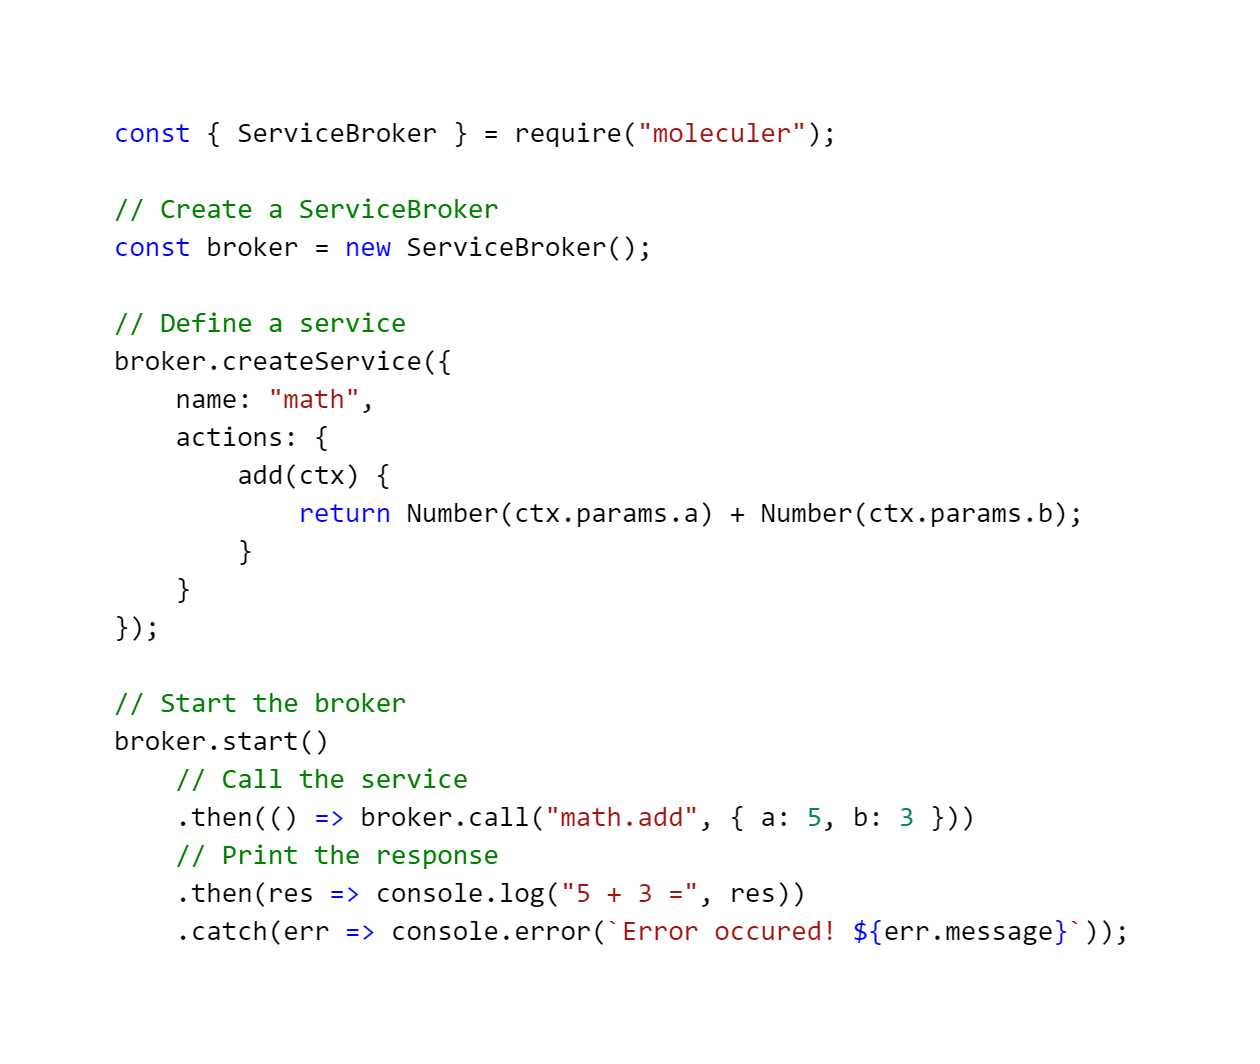 const { ServiceBroker } = require("moleculer");

// Create a ServiceBroker
const broker = new ServiceBroker();

// Define a service
broker.createService({
    name: "math",
    actions: {
        add(ctx) {
            return Number(ctx.params.a) + Number(ctx.params.b);
        }
    }
});

// Start the broker
broker.start()
    // Call the service
    .then(() => broker.call("math.add", { a: 5, b: 3 }))
    // Print the response
    .then(res => console.log("5 + 3 =", res))
    .catch(err => console.error(`Error occured! ${err.message}`));